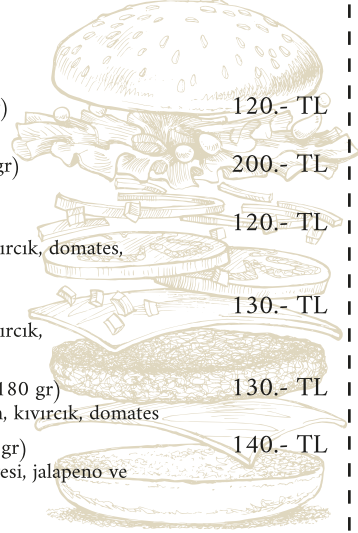 ) 120.- TL
gr) 200.- TL
120.- TL
ırcık, domates,
130.- TL
ırcık,
180 gr) 130.- TL
, kıvırcık, domates
gr) 140.- TL
esi, jalapeno ve